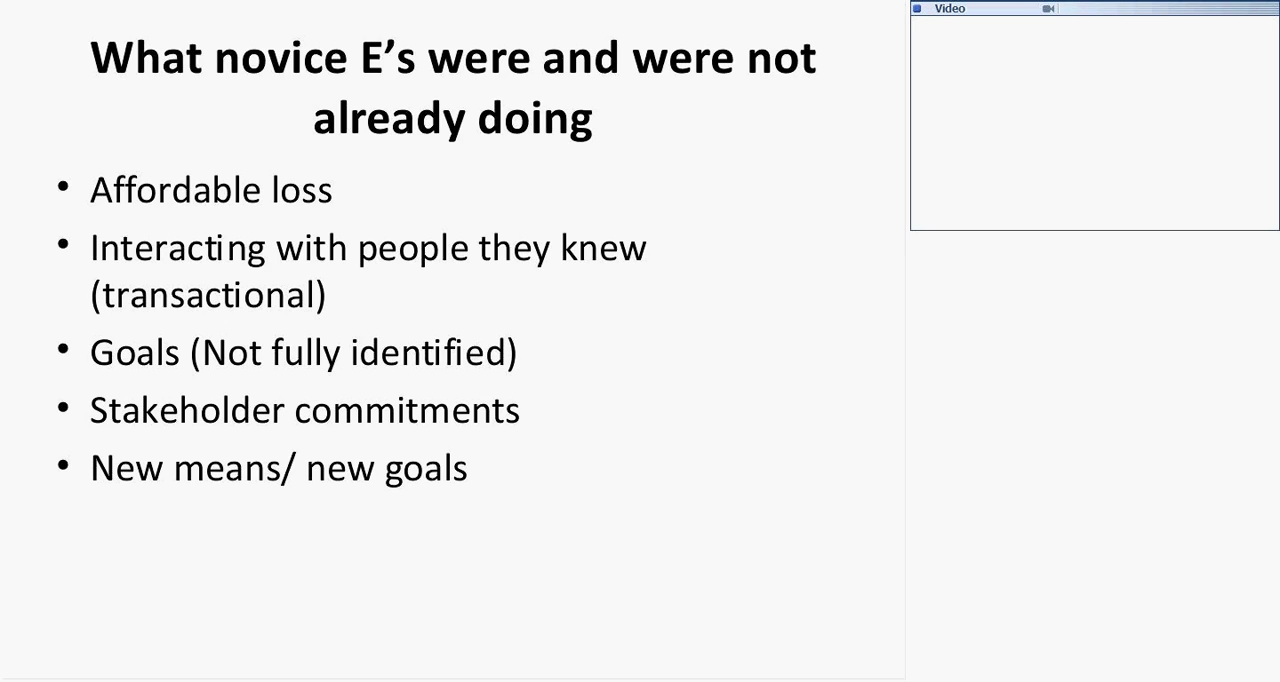 What novice E’s were and were not
already doing
• Affordable loss
• Interacting with people they knew
(transactional)
• Goals (Not fully identified)
• Stakeholder commitments
• New means/ new goals
Video